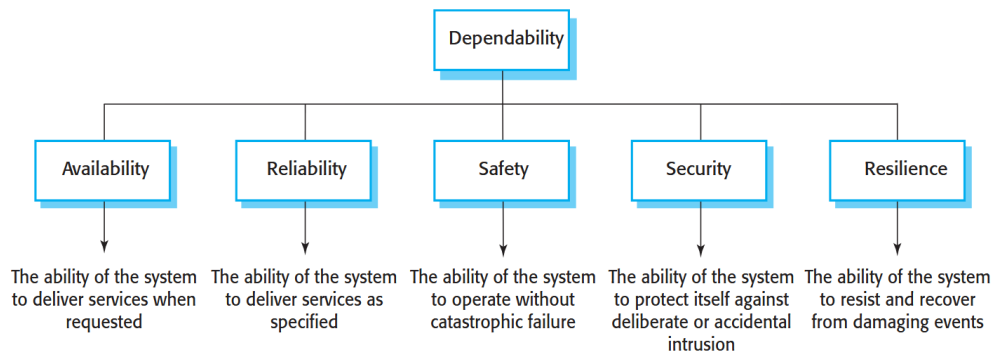 Dependability
Availability
Reliability
Safety
Security
Resilience
The ability of the system
to deliver services when
requested
The ability of the system
to deliver services as
specified
The ability of the system
to operate without
catastrophic failure
The ability of the system
to protect itself against
deliberate or accidental
intrusion
The ability of the system
to resist and recover
from damaging events